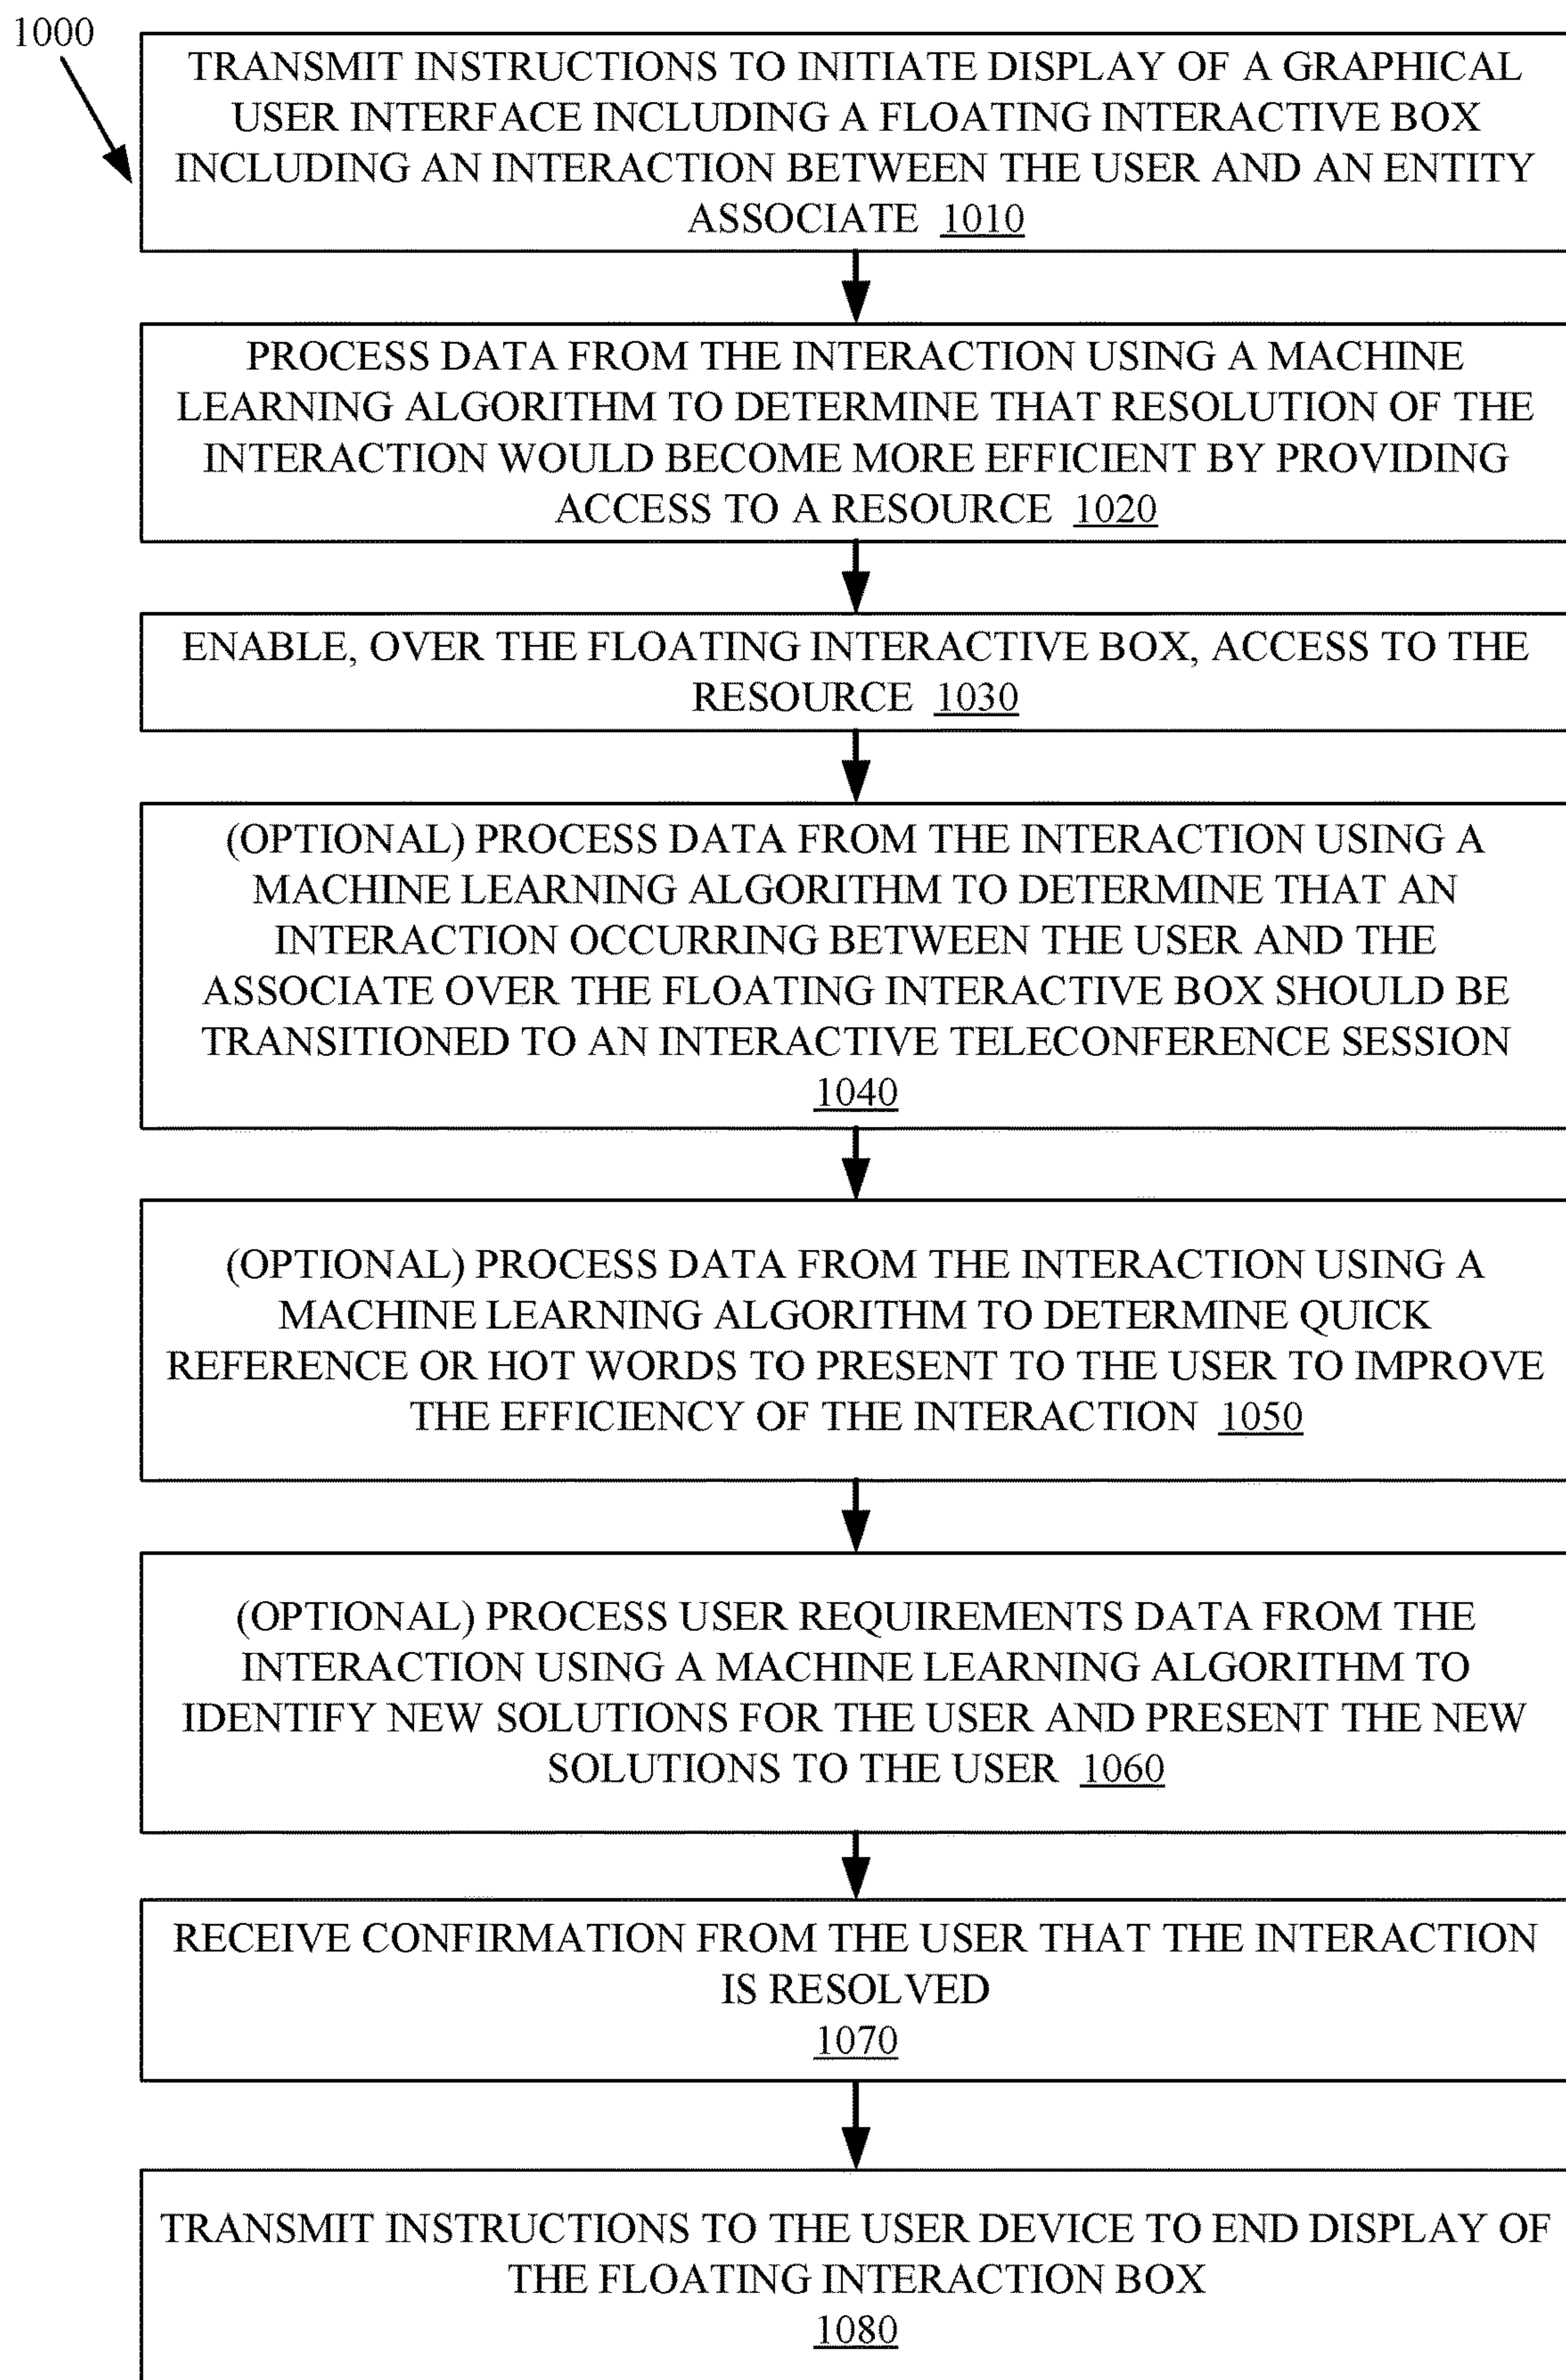 1000
TRANSMIT INSTRUCTIONS TO INITIATE DISPLAY OF A GRAPHICAL
USER INTERFACE INCLUDING A FLOATING INTERACTIVE BOX
INCLUDING AN INTERACTION BETWEEN THE USER AND AN ENTITY
ASSOCIATE 1010
PROCESS DATA FROM THE INTERACTION USING A MACHINE
LEARNING ALGORITHM TO DETERMINE THAT RESOLUTION OF THE
INTERACTION WOULD BECOME MORE EFFICIENT BY PROVIDING
ACCESS TO A RESOURCE 1020
ENABLE, OVER THE FLOATING INTERACTIVE BOX, ACCESS TO THE
RESOURCE 1030
(OPTIONAL) PROCESS DATA FROM THE INTERACTION USING A
MACHINE LEARNING ALGORITHM TO DETERMINE THAT AN
INTERACTION OCCURRING BETWEEN THE USER AND THE
ASSOCIATE OVER THE FLOATING INTERACTIVE BOX SHOULD BE
TRANSITIONED TO AN INTERACTIVE TELECONFERENCE SESSION
1040
(OPTIONAL) PROCESS DATA FROM THE INTERACTION USING A
MACHINE LEARNING ALGORITHM TO DETERMINE QUICK
REFERENCE OR HOT WORDS TO PRESENT TO THE USER TO IMPROVE
THE EFFICIENCY OF THE INTERACTION 1050
(OPTIONAL) PROCESS USER REQUIREMENTS DATA FROM THE
INTERACTION USING A MACHINE LEARNING ALGORITHM TO
IDENTIFY NEW SOLUTIONS FOR THE USER AND PRESENT THE NEW
SOLUTIONS TO THE USER 1060
RECEIVE CONFIRMATION FROM THE USER THAT THE INTERACTION
IS RESOLVED
1070
TRANSMIT INSTRUCTIONS TO THE USER DEVICE TO END DISPLAY OF
THE FLOATING INTERACTION BOX
1080